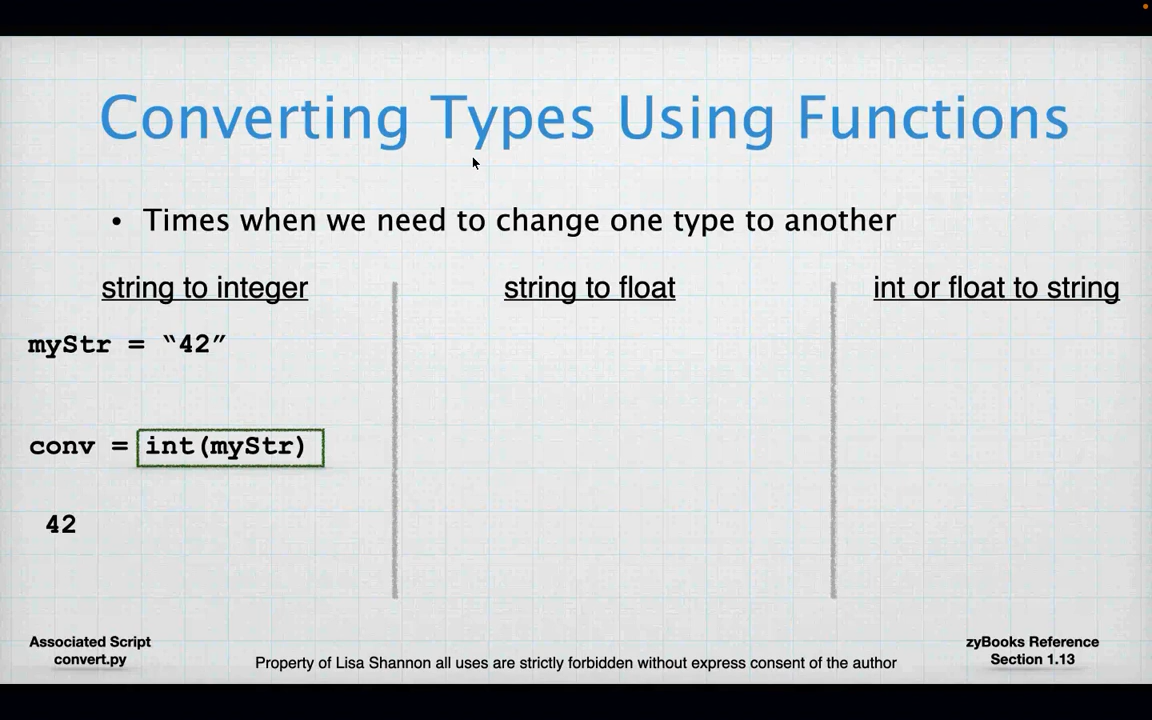 Converting Types Using Functions
• Times when we need to change one type to another
string to integer
myStr = “42”
conv = int(myStr)
42
string to float
int or float to string
Associated Script
convert.py
Property of Lisa Shannon all uses are strictly forbidden without express consent of the author
zyBooks Reference
Section 1.13